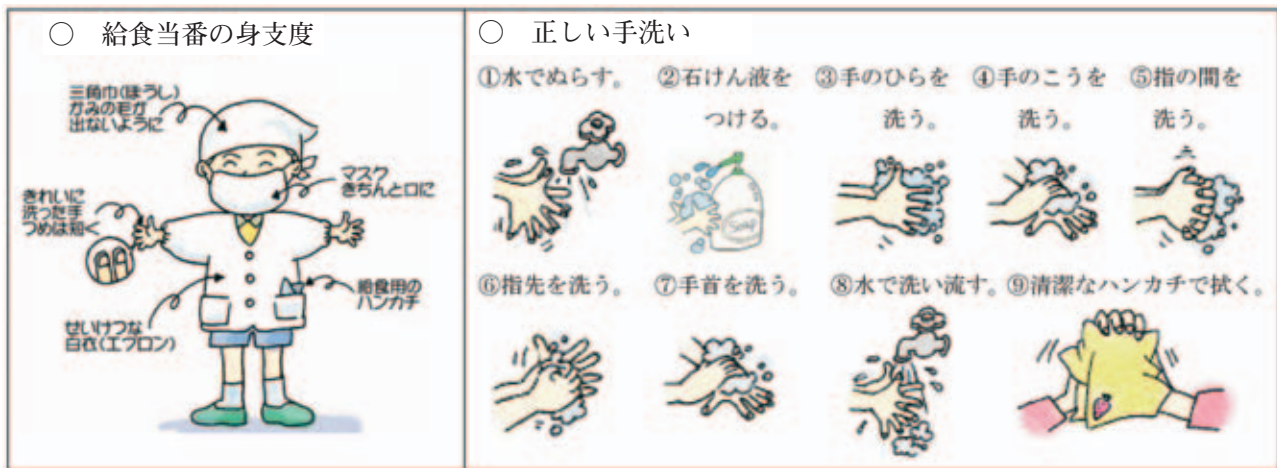 ○ 給食当番の身支度
三角巾(ぼうし)
かみの毛が
出ないように
マスク
きちんと口に
きれいに
洗った手
つめは短く
給食用の
ハンカチ
せいけつな
白衣(エプロン)
○ 正しい手洗い
①水でぬらす。
②石けん液を
つける。
③手のひらを
洗う。
④手のこうを
洗う。
⑤指の間を
洗う。
Soap
⑥指先を洗う。
⑦手首を洗う。
⑧水で洗い流す。
⑨清潔なハンカチで拭く。